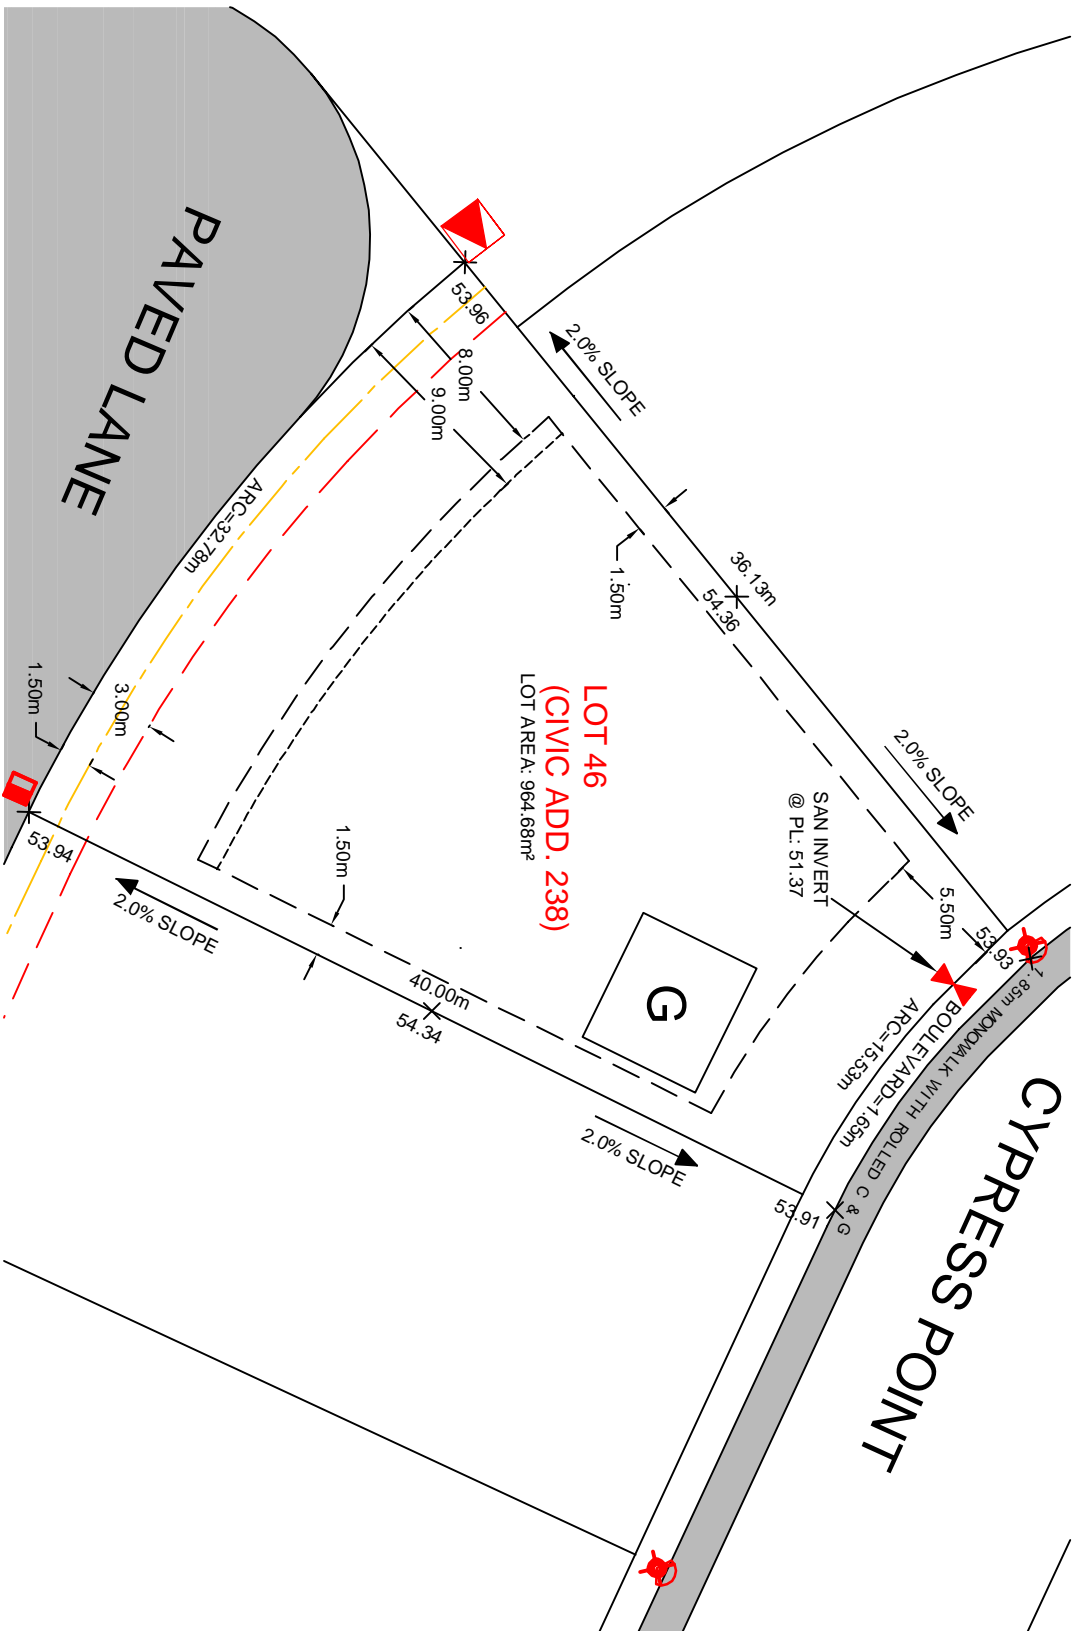 PAVED LANE
53.96
8.00m
9.00m
2.0% SLOPE
ARC=32.78m
1.50m
36.13m
54.36
1.50m
3.00m
LOT 46
(CIVIC ADD. 238)
LOT AREA: 964.68m²
2.0% SLOPE
SAN INVERT
@ PL: 51.37
5.50m
53.93
53.94
1.50m
2.0% SLOPE
40.00m
54.34
G
ARC=15.53m
BOULEVARD=1.65m
1.85m MONOWALK WITH ROLLED C & G
2.0% SLOPE
53.91
CYPRESS POINT